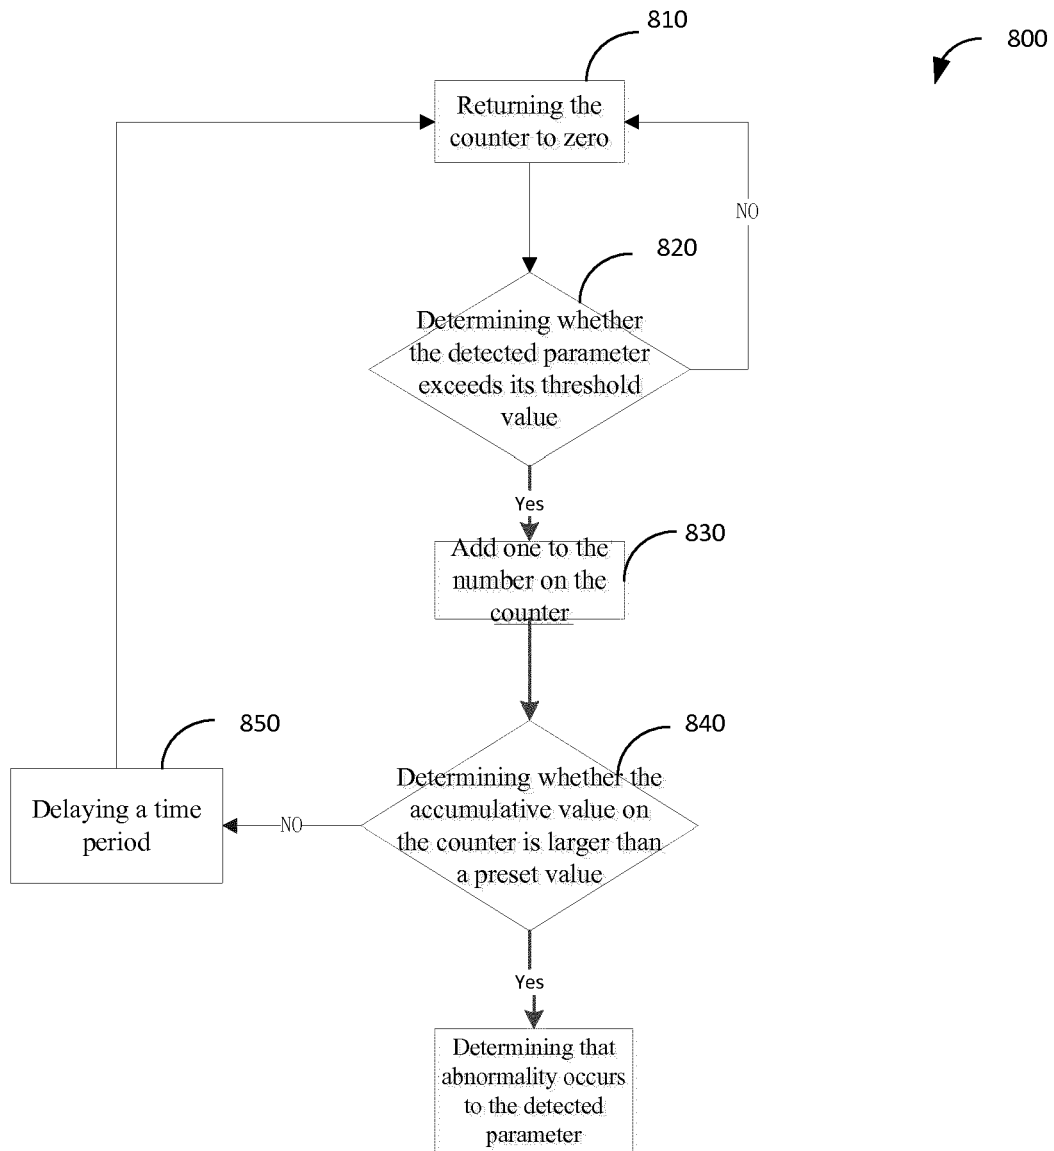 810
800
Returning the
counter to zero
NO
820
Determining whether
the detected parameter
exceeds its threshold
value
Yes
830
Add one to the
number on the
counter
850
840
Delaying a time
period
NO
Determining whether the
accumulative value on
the counter is larger than
a preset value
Yes
Determining that
abnormality occurs
to the detected
parameter